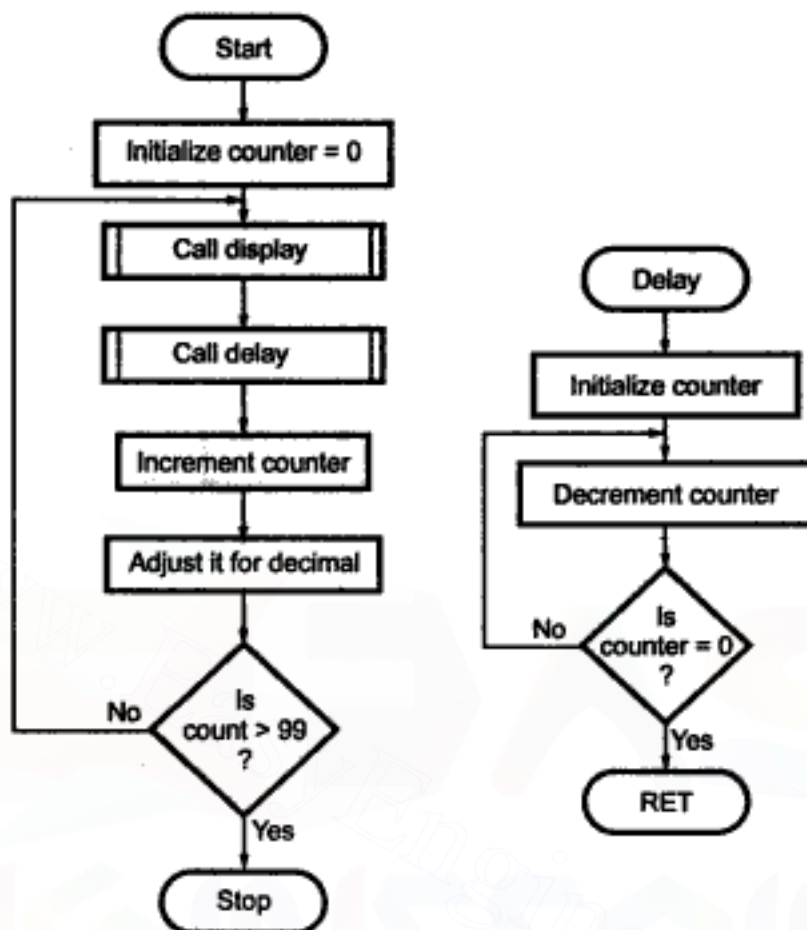 Start
Initialize counter = 0
Call display
Call delay
Increment counter
Adjust it for decimal
Is
count > 99
?
No
Yes
Stop
Delay
Initialize counter
Decrement counter
Is
counter = 0
?
No
Yes
RET